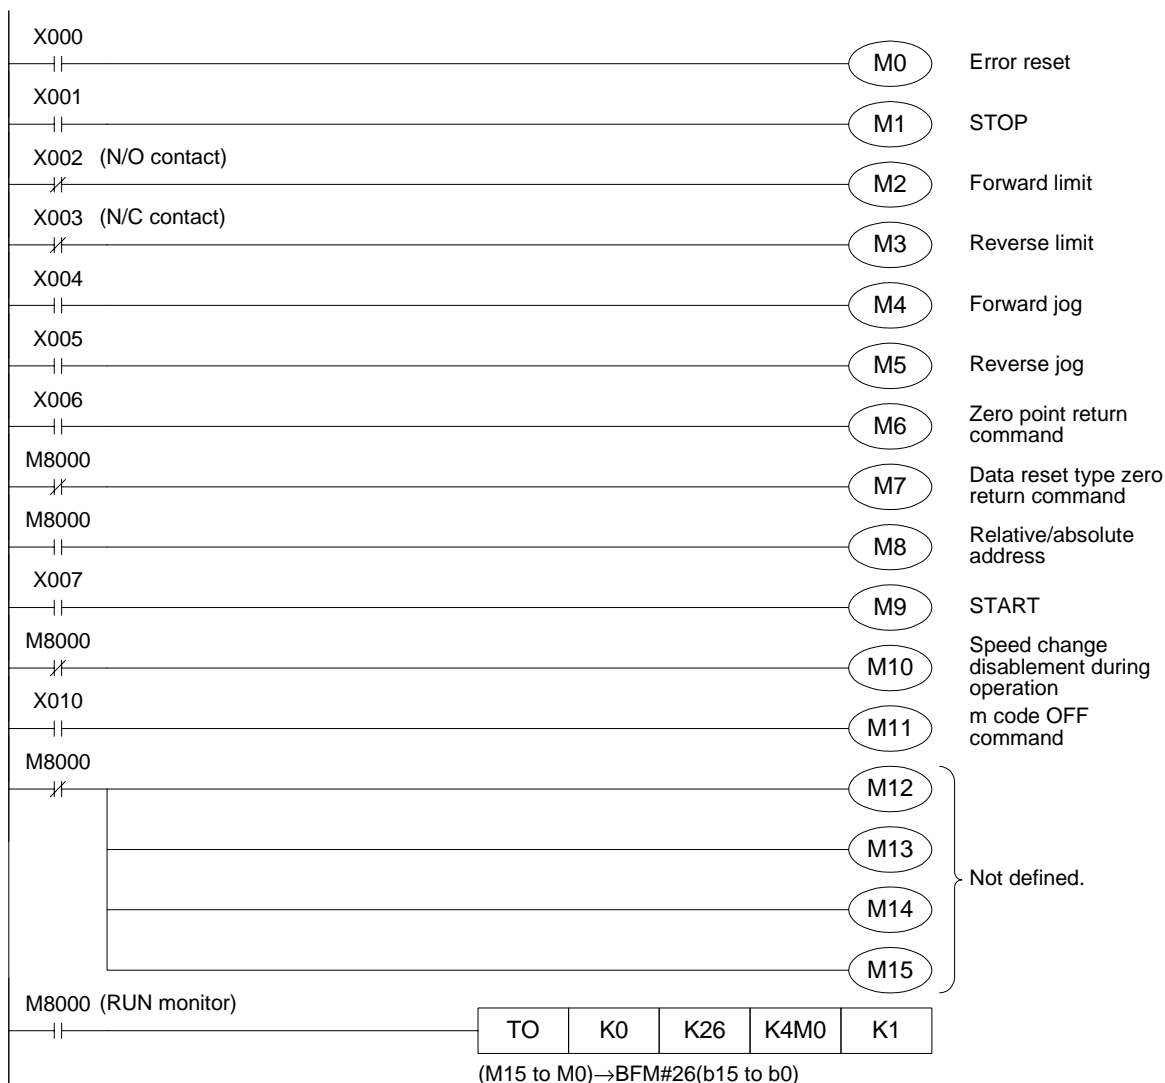 X000
M0 Error reset
X001
M1 STOP
X002 (N/O contact)
M2 Forward limit
X003 (N/C contact)
M3 Reverse limit
X004
M4 Forward jog
X005
M5 Reverse jog
X006
M6 Zero point return
command
M8000
M7 Data reset type zero
return command
M8000
M8 Relative/absolute
address
X007
M9 START
M8000
M10 Speed change
disablement during
operation
X010
M11 m code OFF
command
M8000
M12
M13
Not defined.
M14
M15
M8000 (RUN monitor)
TO K0 K26 K4M0 K1
(M15 to M0)→BFM#26(b15 to b0)